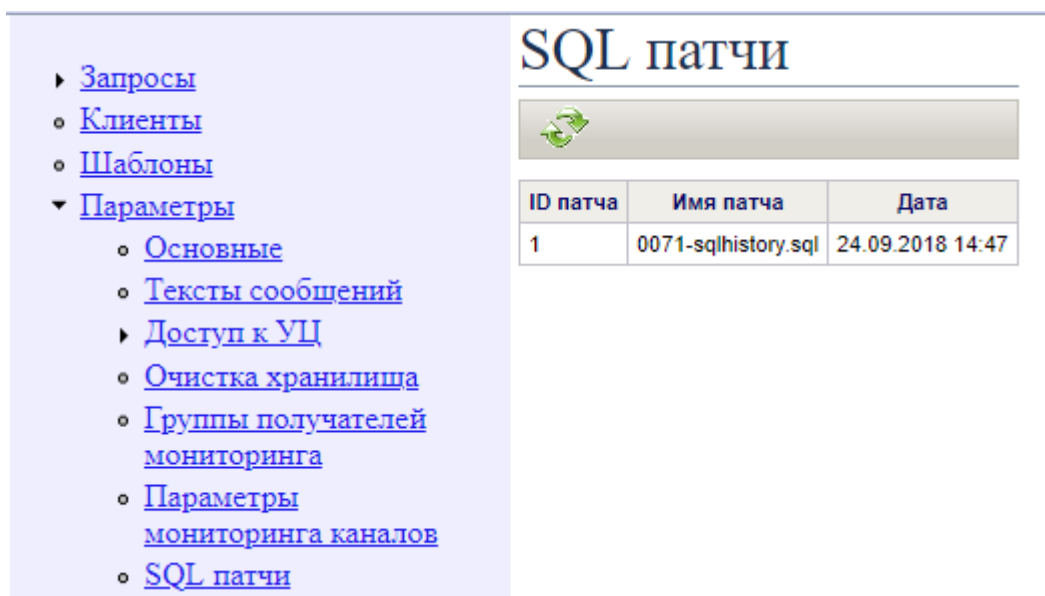 Запросы
Клиенты
Шаблоны
Параметры
Основные
Тексты сообщений
Доступ к УЦ
Очистка хранилища
Группы получателей
мониторинга
Параметры
мониторинга каналов
SQL патчи
SQL патчи
ID патча Имя патча Дата
1 0071-sqlhistory.sql 24.09.2018 14:47